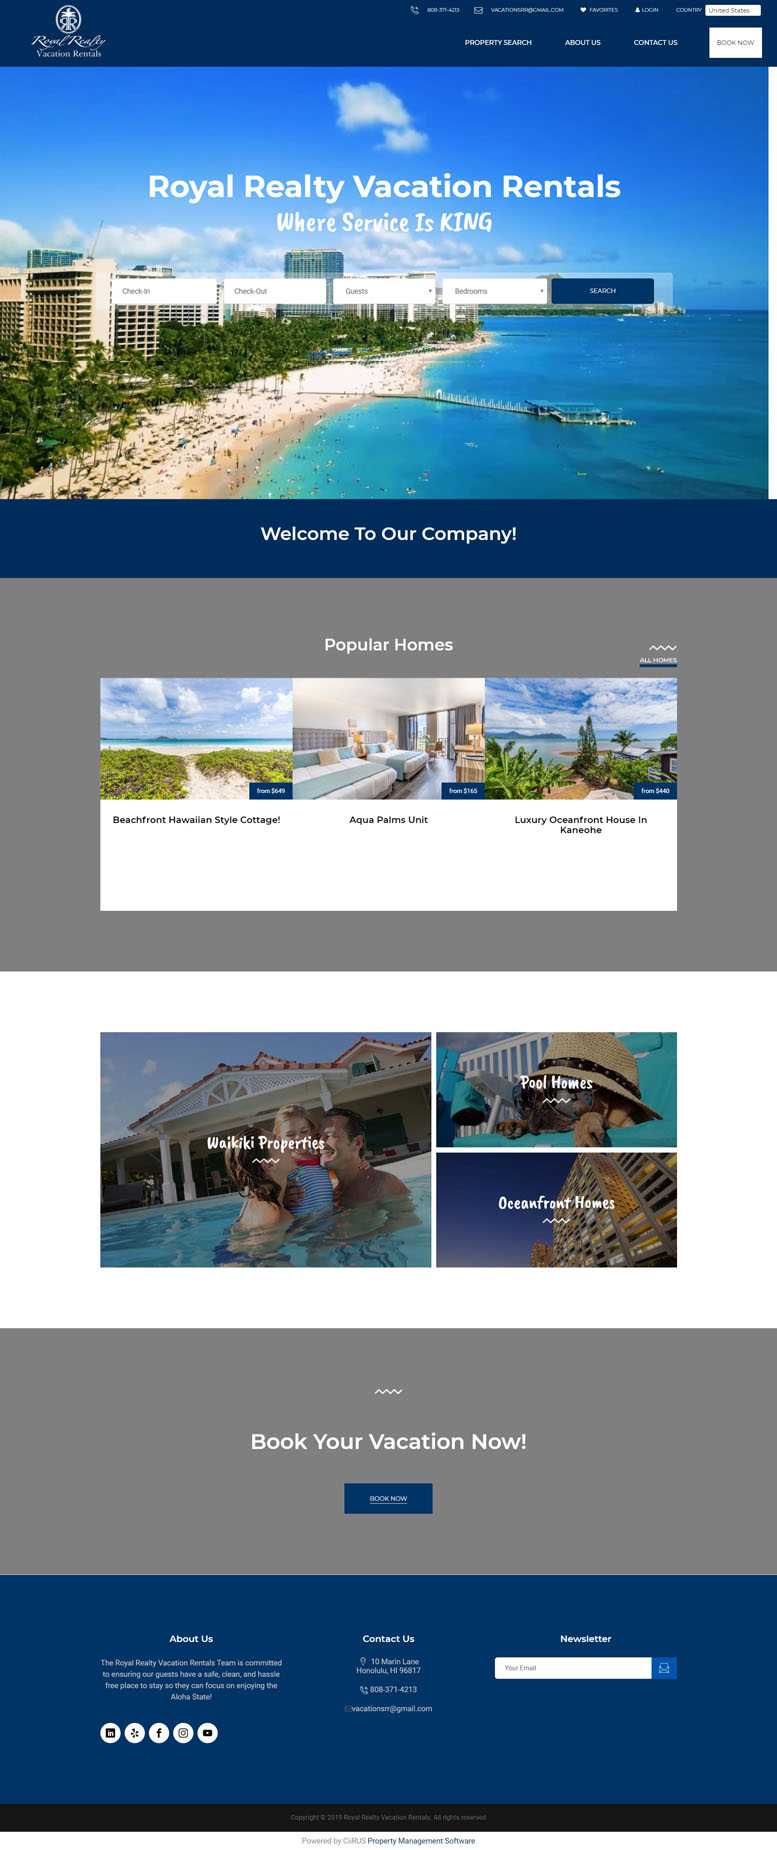 808-371-4213
VACATIONSRR@GMAIL.COM
FAVORITES
LOGIN
COUNTRY
United States
Royal Realty
Vacation Rentals
PROPERTY SEARCH
ABOUT US
CONTACT US
BOOK NOW
Royal Realty Vacation Rentals
Where Service Is KING
Check-In
Check-Out
Guests
Bedrooms
SEARCH
Welcome To Our Company!
Popular Homes
ALL HOMES
from $649
from $165
from $440
Beachfront Hawaiian Style Cottage!
Aqua Palms Unit
Luxury Oceanfront House In
Kaneohe
Waikiki Properties
Pool Homes
Oceanfront Homes
Book Your Vacation Now!
BOOK NOW
About Us
The Royal Realty Vacation Rentals Team is committed
to ensuring our guests have a safe, clean, and hassle
free place to stay so they can focus on enjoying the
Aloha State!
Contact Us
10 Marin Lane
Honolulu, HI 96817
808-371-4213
vacationsrr@gmail.com
Newsletter
Your Email
Copyright © 2019 Royal Realty Vacation Rentals. All rights reserved
Powered by CiiRUS Property Management Software